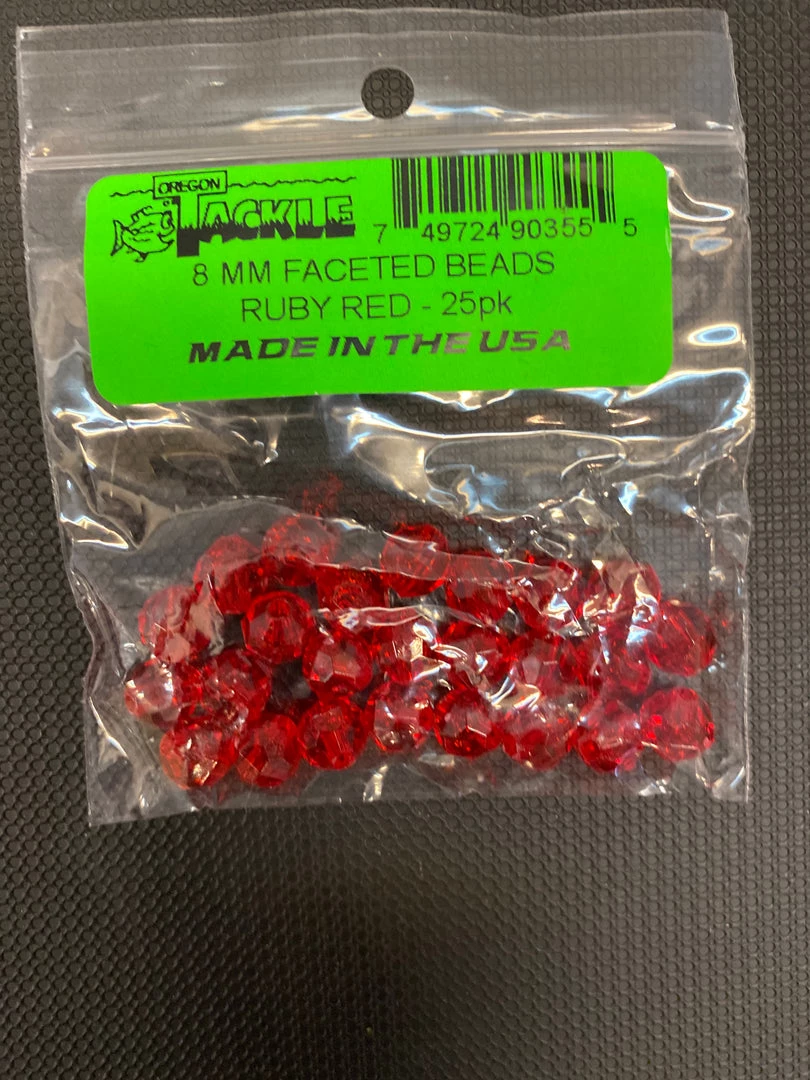 OREGON
TACKLE
7 49724 90355 5
8 MM FACETED BEADS
RUBY RED - 25pk
MADE IN THE USA